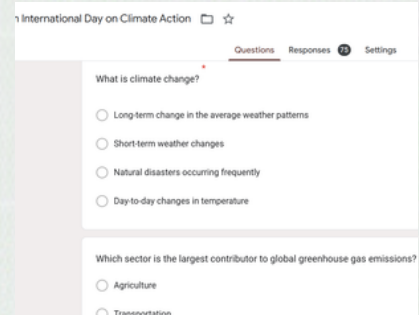 International Day on Climate Action
Questions Responses 75 Settings
What is climate change?
Long-term change in the average weather patterns
Short-term weather changes
Natural disasters occurring frequently
Day-to-day changes in temperature
Which sector is the largest contributor to global greenhouse gas emissions?
Agriculture
Transportation